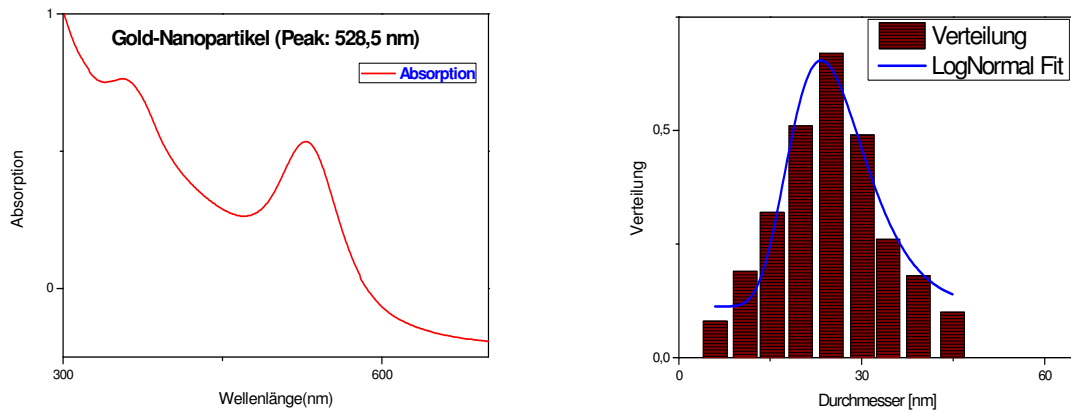 1
Gold-Nanopartikel (Peak: 528,5 nm)
Absorption
Absorption
0
300
600
Wellenlänge(nm)
Verteilung
LogNormal Fit
0,5
Verteilung
0,0
0
30
60
Durchmesser [nm]